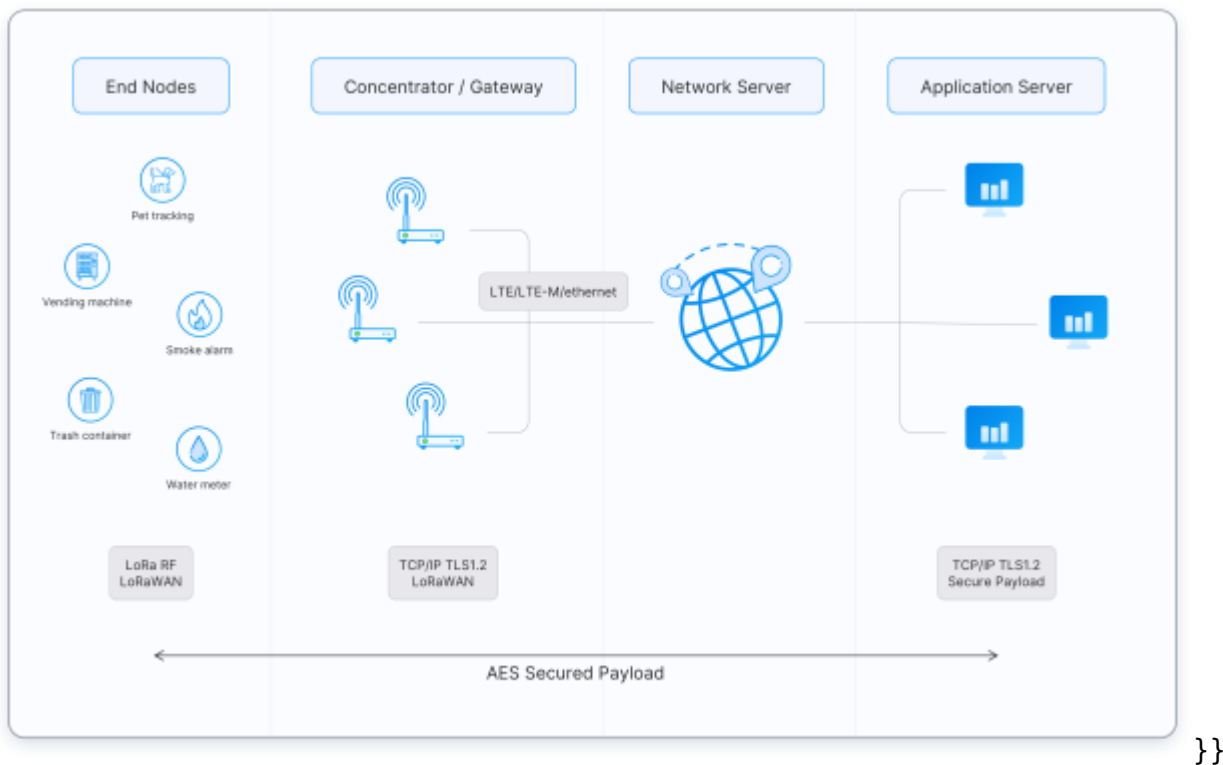 End Nodes
Concentrator / Gateway
Network Server
Application Server
Pet tracking
Vending machine
Smoke alarm
Trash container
Water meter
LTE/LTE-M/ethernet
LoRa RF
LoRaWAN
TCP/IP TLS1.2
LoRaWAN
TCP/IP TLS1.2
Secure Payload
AES Secured Payload
}}